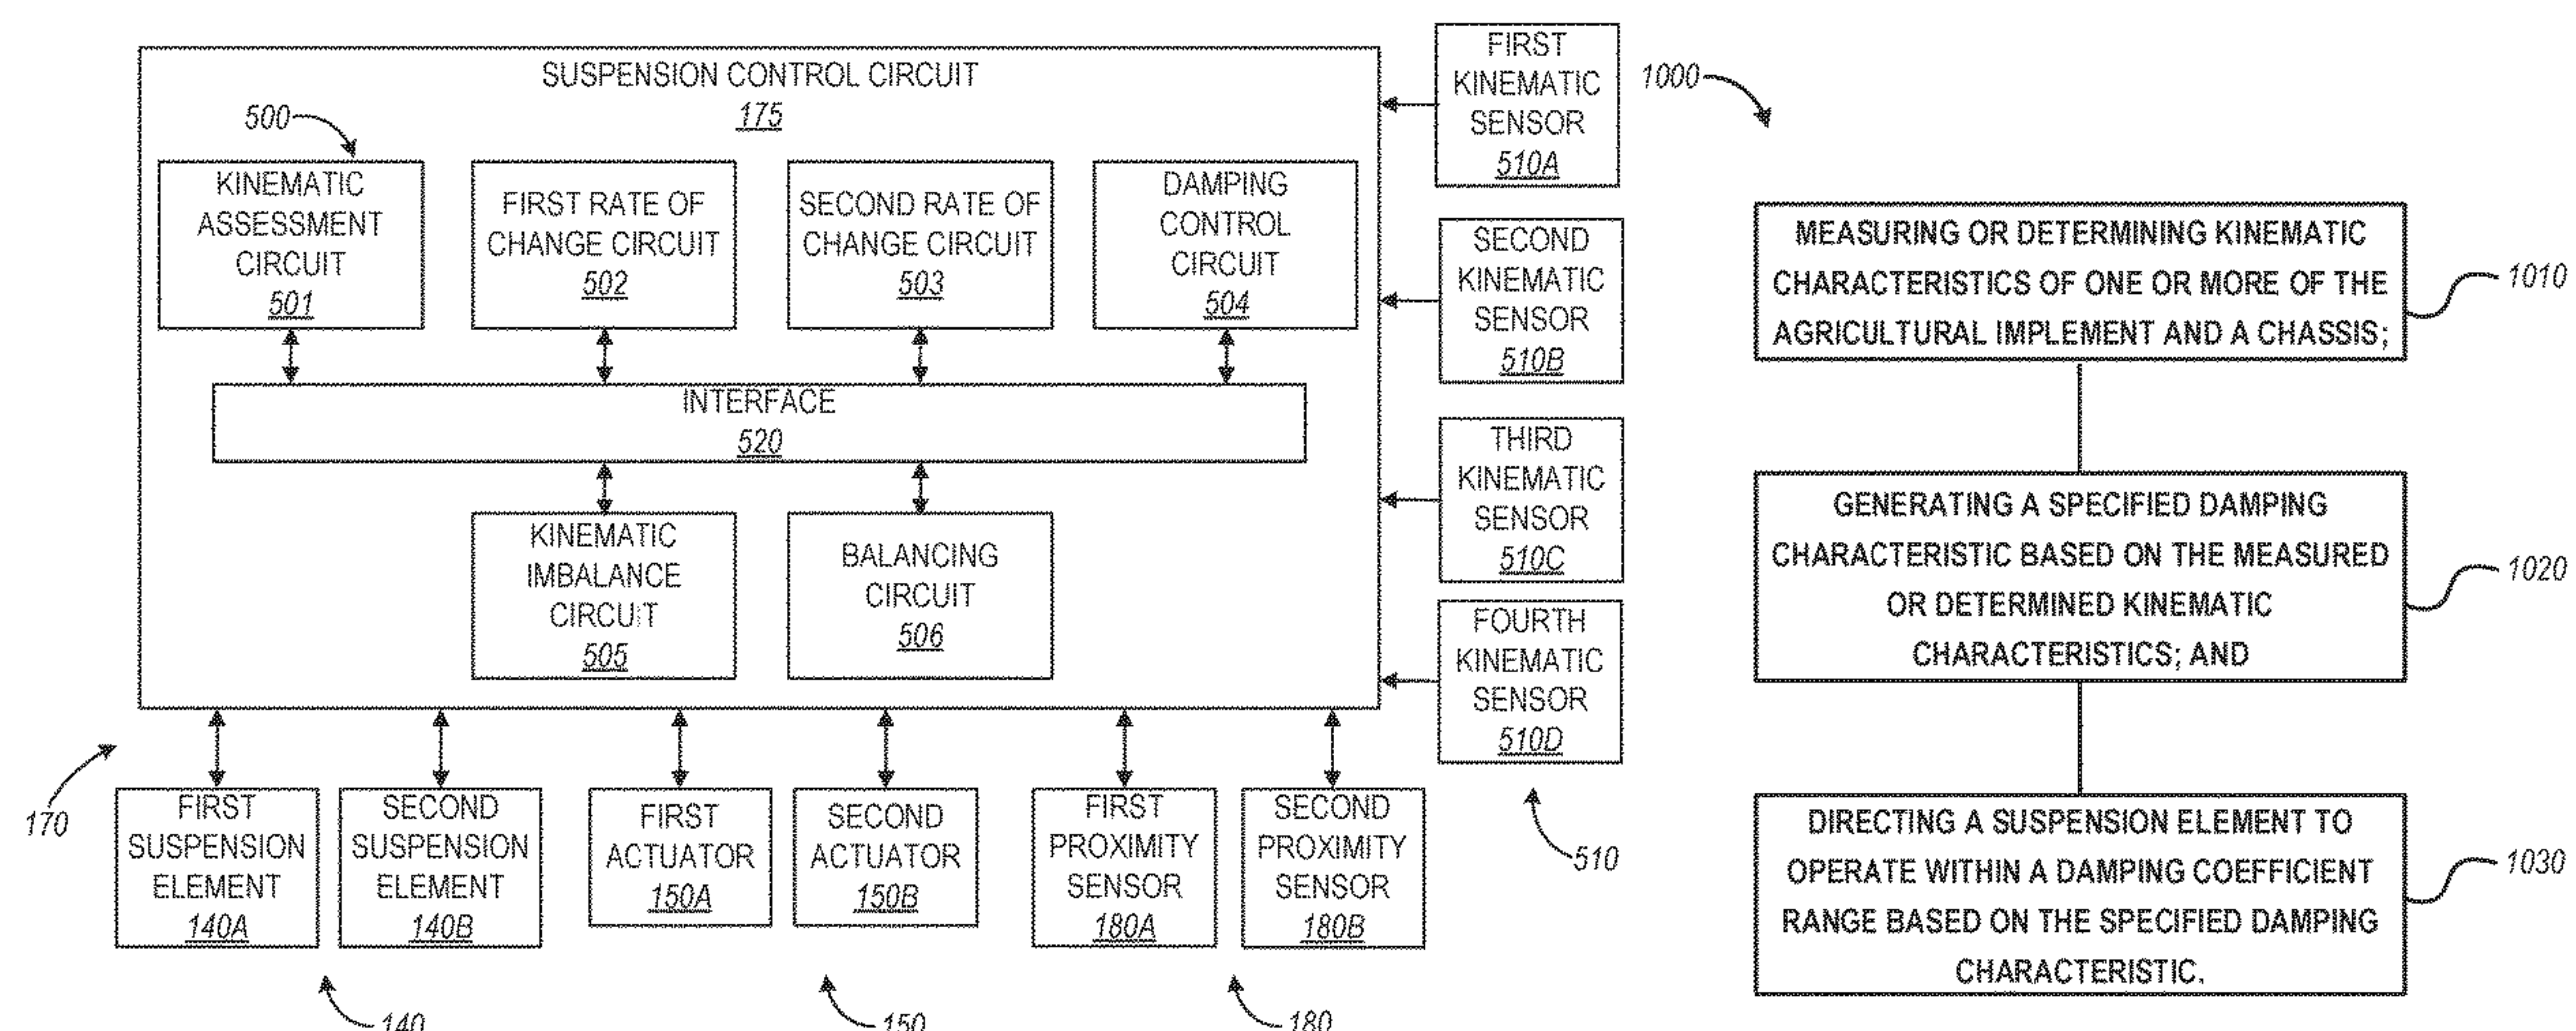 SUSPENSION CONTROL CIRCUIT
175
500
KINEMATIC
ASSESSMENT
CIRCUIT
501
FIRST RATE OF
CHANGE CIRCUIT
502
SECOND RATE OF
CHANGE CIRCUIT
503
DAMPING
CONTROL
CIRCUIT
504
INTERFACE
520
KINEMATIC
IMBALANCE
CIRCUIT
505
BALANCING
CIRCUIT
506
FIRST
KINEMATIC
SENSOR
510A
SECOND
KINEMATIC
SENSOR
510B
THIRD
KINEMATIC
SENSOR
510C
FOURTH
KINEMATIC
SENSOR
510D
510
170
FIRST
SUSPENSION
ELEMENT
140A
SECOND
SUSPENSION
ELEMENT
140B
FIRST
ACTUATOR
150A
SECOND
ACTUATOR
150B
FIRST
PROXIMITY
SENSOR
180A
SECOND
PROXIMITY
SENSOR
180B
140
150
180
1000
MEASURING OR DETERMINING KINEMATIC
CHARACTERISTICS OF ONE OR MORE OF THE
AGRICULTURAL IMPLEMENT AND A CHASSIS;
1010
GENERATING A SPECIFIED DAMPING
CHARACTERISTIC BASED ON THE MEASURED
OR DETERMINED KINEMATIC
CHARACTERISTICS; AND
1020
DIRECTING A SUSPENSION ELEMENT TO
OPERATE WITHIN A DAMPING COEFFICIENT
RANGE BASED ON THE SPECIFIED DAMPING
CHARACTERISTIC.
1030